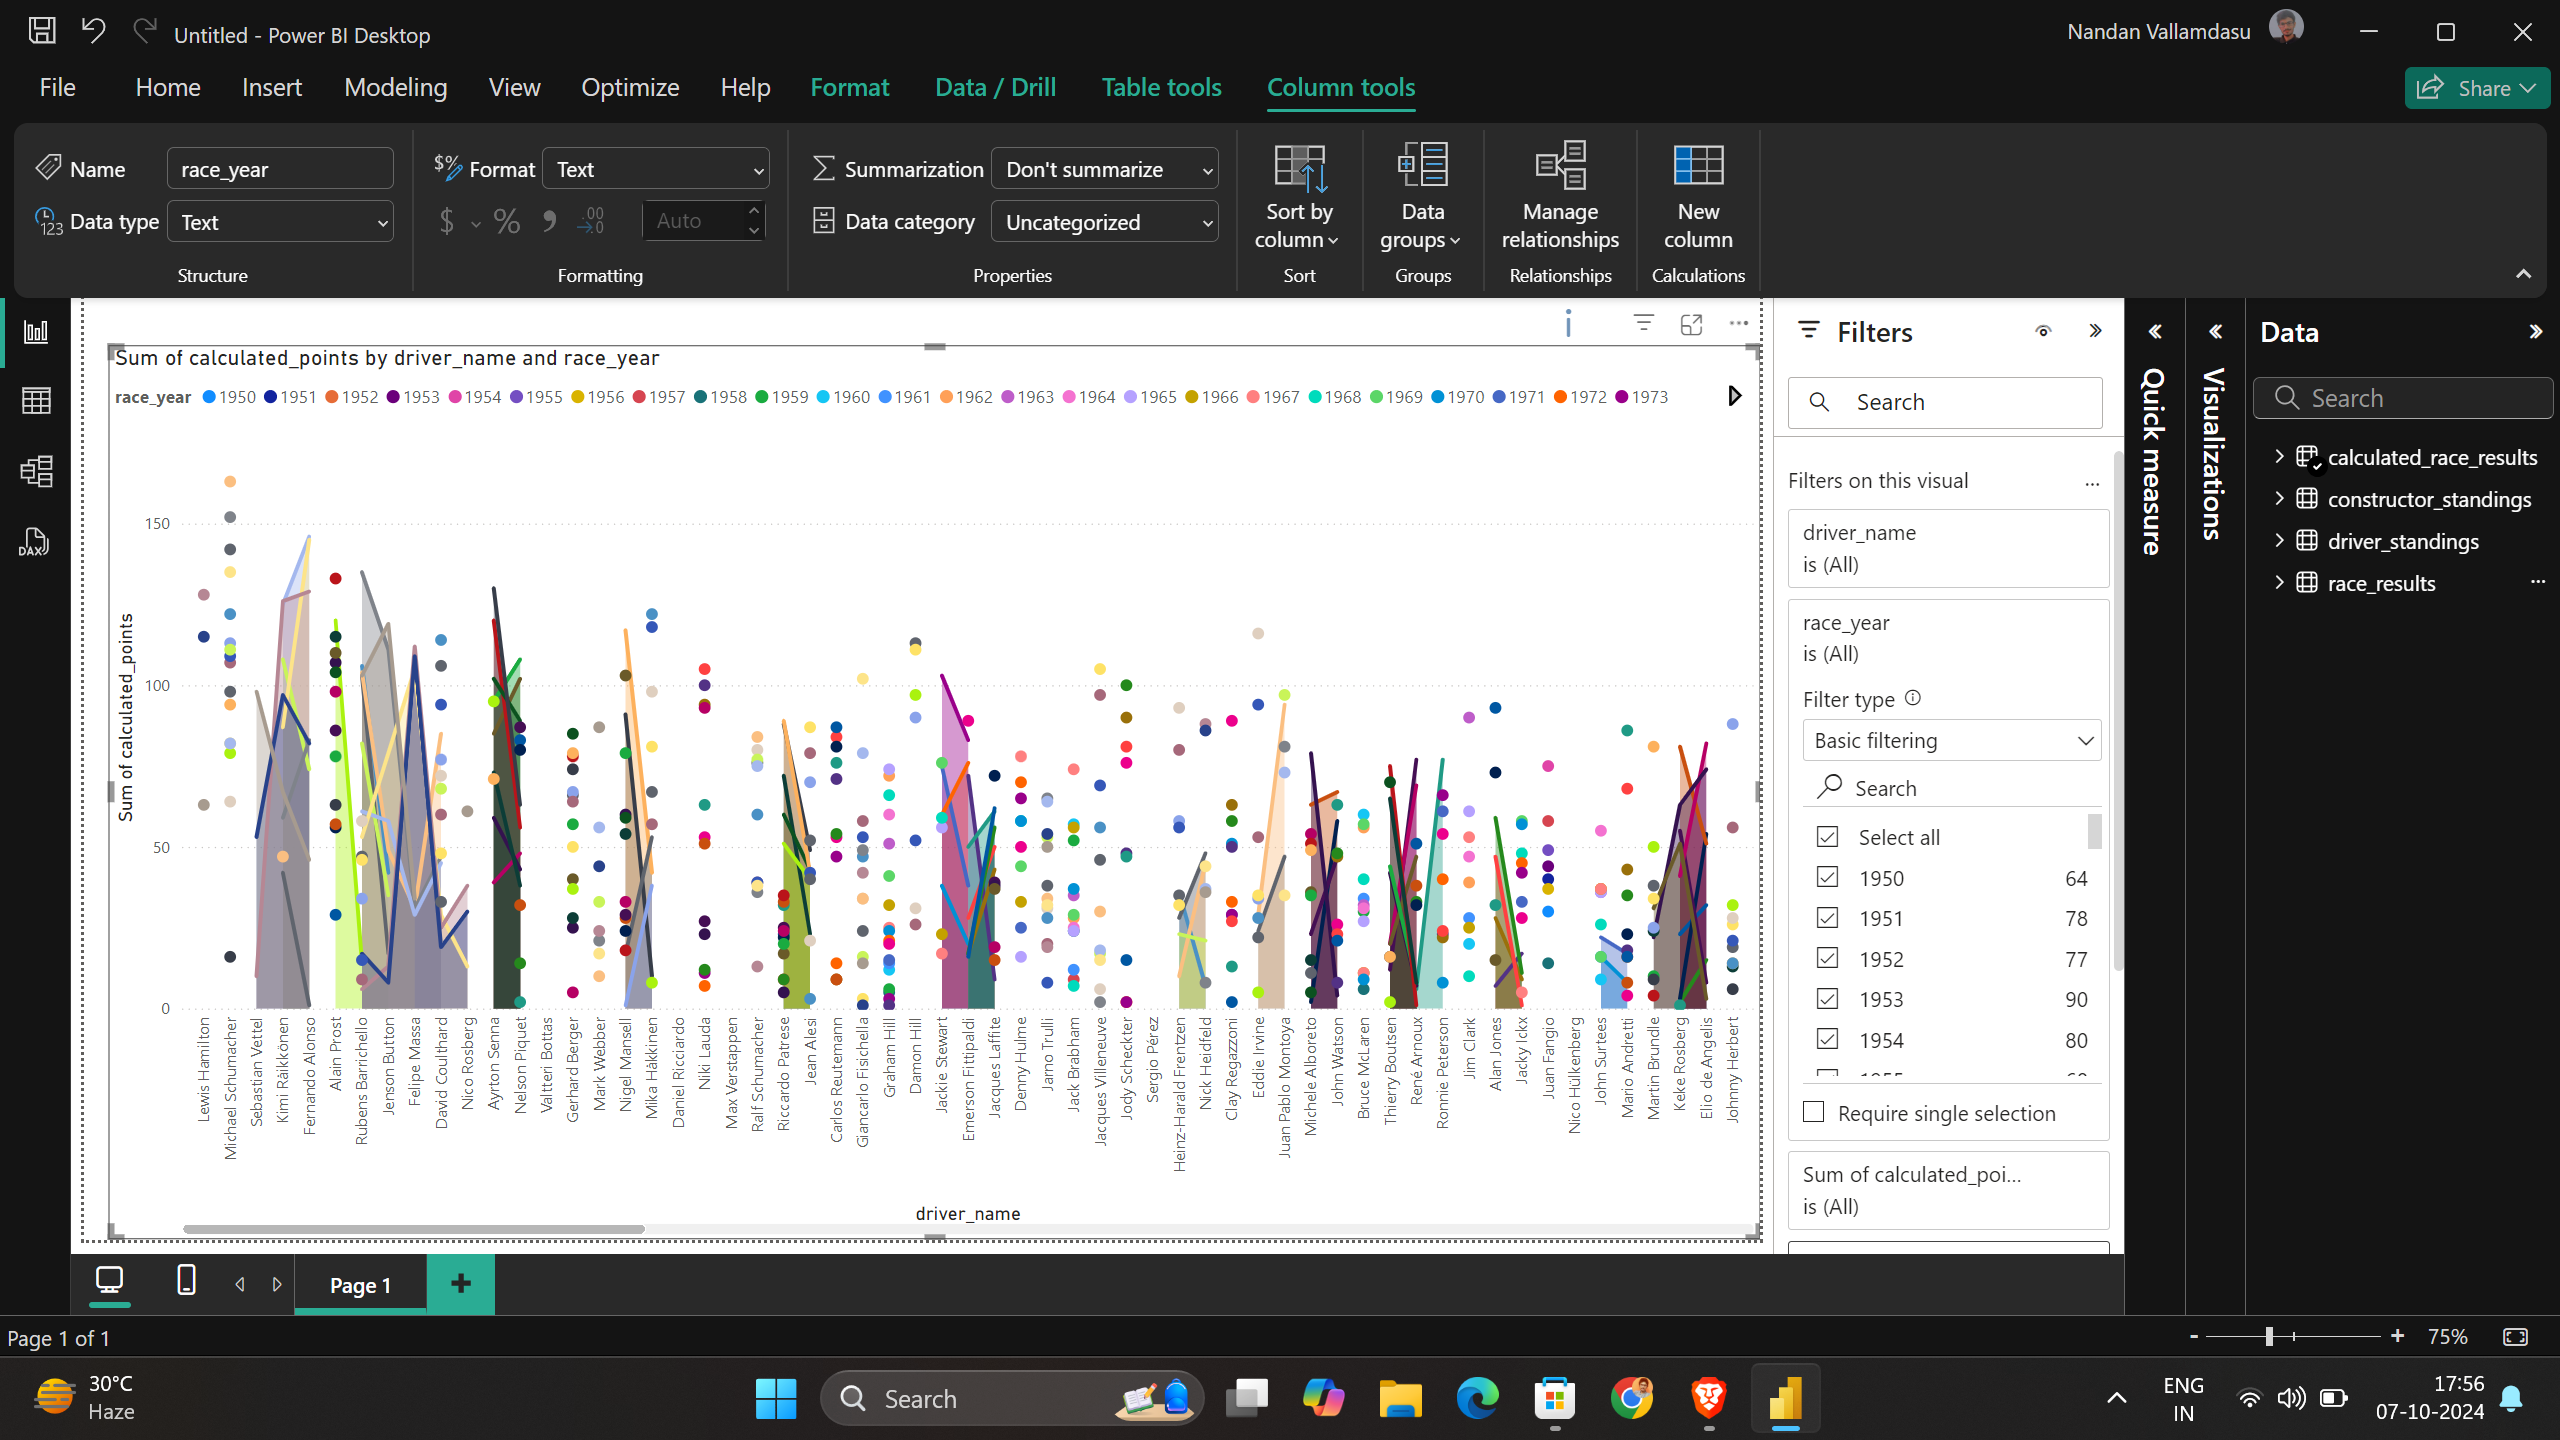 Untitled - Power BI Desktop
Nandan Vallamdasu
File Home Insert Modeling View Optimize Help Format Data / Drill Table tools Column tools
Share
Name race_year
$% Format Text
Summarization Don't summarize
Data type Text
$ % , .00 Auto
Data category Uncategorized
Sort by column
Data groups
Manage relationships
New column
Structure Formatting Properties Sort Groups Relationships Calculations
Sum of calculated_points by driver_name and race_year
race_year 1950 1951 1952 1953 1954 1955 1956 1957 1958 1959 1960 1961 1962 1963 1964 1965 1966 1967 1968 1969 1970 1971 1972 1973
Sum of calculated_points
150
100
50
0
Lewis Hamilton
Michael Schumacher
Sebastian Vettel
Kimi Räikkönen
Fernando Alonso
Alain Prost
Rubens Barrichello
Jenson Button
Felipe Massa
David Coulthard
Nico Rosberg
Ayrton Senna
Nelson Piquet
Valtteri Bottas
Gerhard Berger
Mark Webber
Nigel Mansell
Mika Häkkinen
Daniel Ricciardo
Niki Lauda
Max Verstappen
Ralf Schumacher
Riccardo Patrese
Jean Alesi
Carlos Reutemann
Giancarlo Fisichella
Graham Hill
Damon Hill
Jackie Stewart
Emerson Fittipaldi
Jacques Laffite
Denny Hulme
Jarno Trulli
Jack Brabham
Jacques Villeneuve
Jody Scheckter
Sergio Pérez
Heinz-Harald Frentzen
Nick Heidfeld
Clay Regazzoni
Eddie Irvine
Juan Pablo Montoya
Michele Alboreto
John Watson
Bruce McLaren
Thierry Boutsen
René Arnoux
Ronnie Peterson
Jim Clark
Alan Jones
Jacky Ickx
Juan Fangio
Nico Hülkenberg
John Surtees
Mario Andretti
Martin Brundle
Keke Rosberg
Elio de Angelis
Johnny Herbert
driver_name
Filters
Search
Filters on this visual
driver_name
is (All)
race_year
is (All)
Filter type
Basic filtering
Search
Select all
1950 64
1951 78
1952 77
1953 90
1954 80
Require single selection
Sum of calculated_poi...
is (All)
Quick measure
Visualizations
Data
Search
calculated_race_results
constructor_standings
driver_standings
race_results
DAX
Page 1
+
Page 1 of 1
- + 75%
30°C
Haze
Search
ENG
IN
17:56
07-10-2024